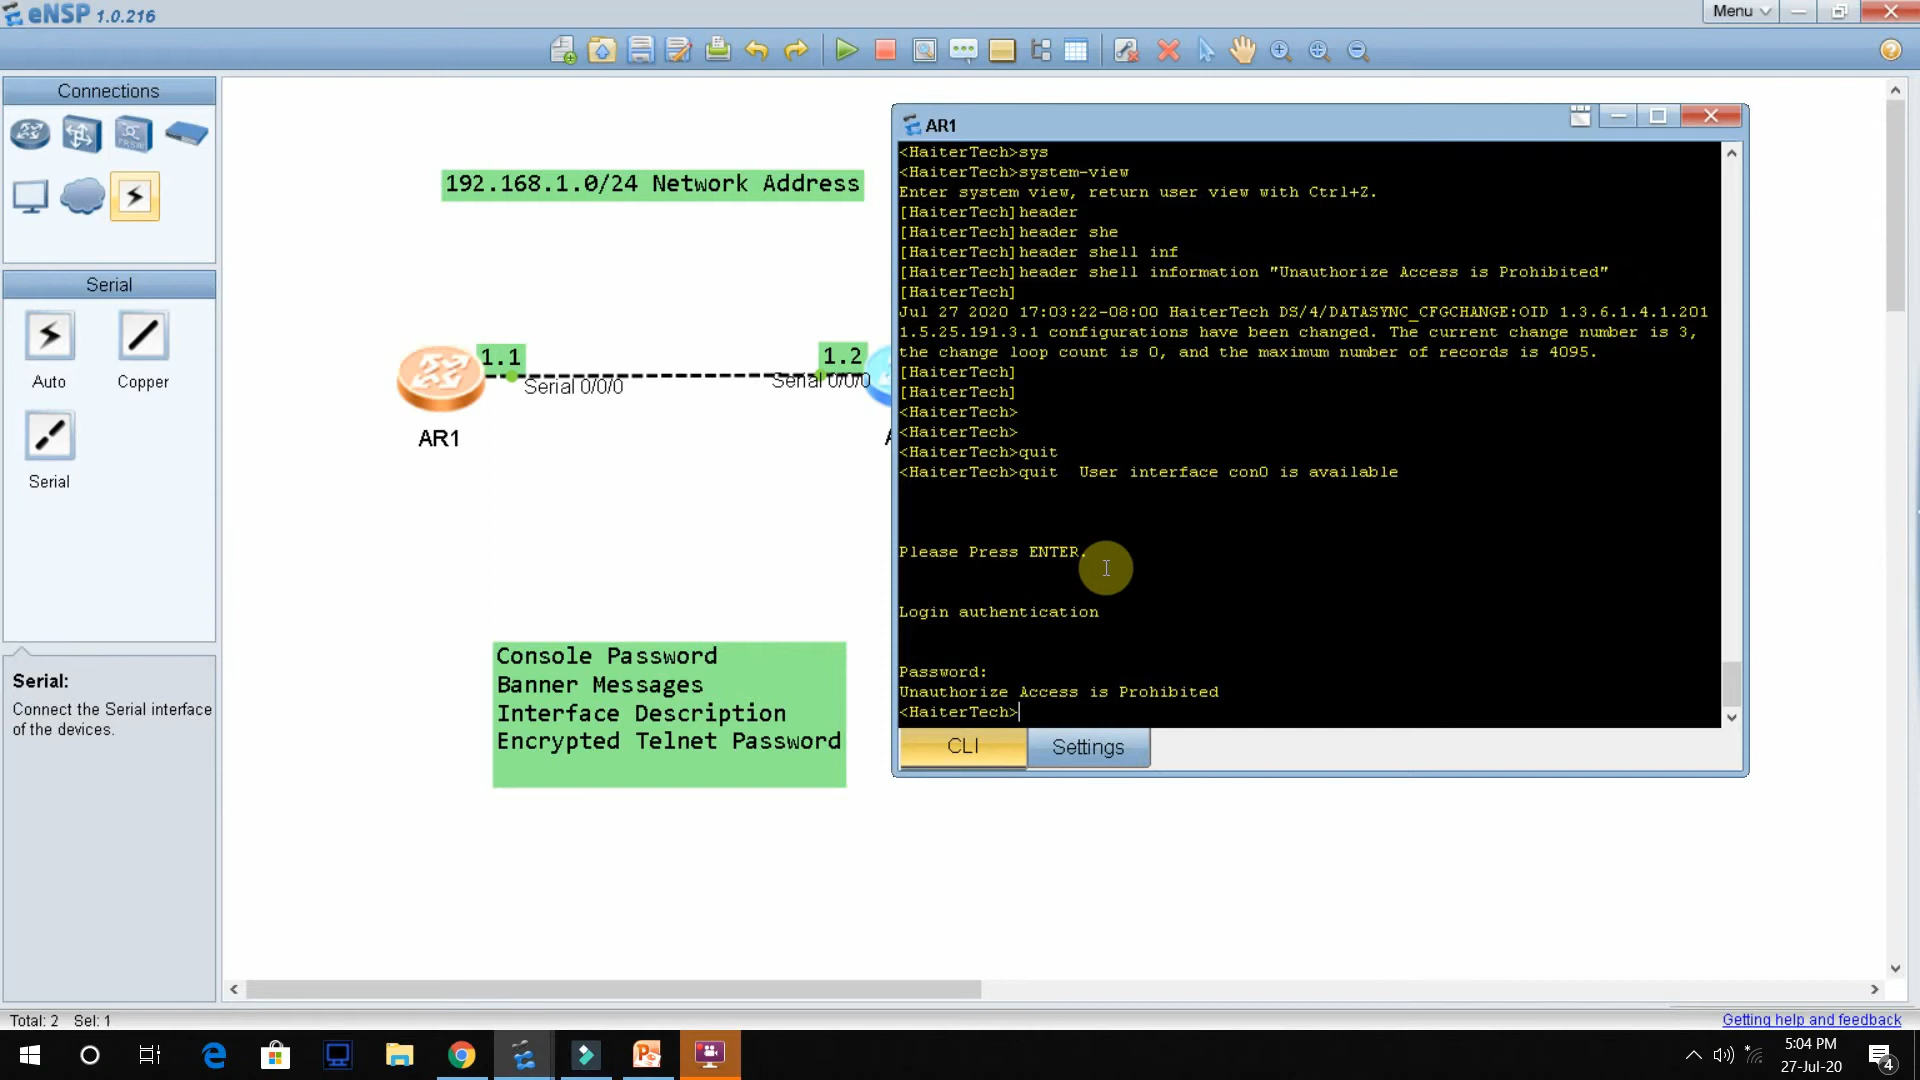 eNSP 1.0.216
Menu
Connections
Serial
Auto
Copper
Serial
Serial:
Connect the Serial interface
of the devices.
192.168.1.0/24 Network Address
1.1
Serial 0/0/0
1.2
Serial 0/0/0
AR1
Console Password
Banner Messages
Interface Description
Encrypted Telnet Password
AR1
<HaiterTech>sys
<HaiterTech>system-view
Enter system view, return user view with Ctrl+Z.
[HaiterTech]header
[HaiterTech]header she
[HaiterTech]header shell inf
[HaiterTech]header shell information "Unauthorize Access is Prohibited"
[HaiterTech]
Jul 27 2020 17:03:22-08:00 HaiterTech DS/4/DATASYNC_CFGCHANGE:OID 1.3.6.1.4.1.201
1.5.25.191.3.1 configurations have been changed. The current change number is 3,
the change loop count is 0, and the maximum number of records is 4095.
[HaiterTech]
[HaiterTech]
<HaiterTech>
<HaiterTech>
<HaiterTech>quit
<HaiterTech>quit  User interface con0 is available
Please Press ENTER.
Login authentication
Password:
Unauthorize Access is Prohibited
<HaiterTech>
CLI
Settings
Total: 2 Sel: 1
Getting help and feedback
5:04 PM
27-Jul-20
4